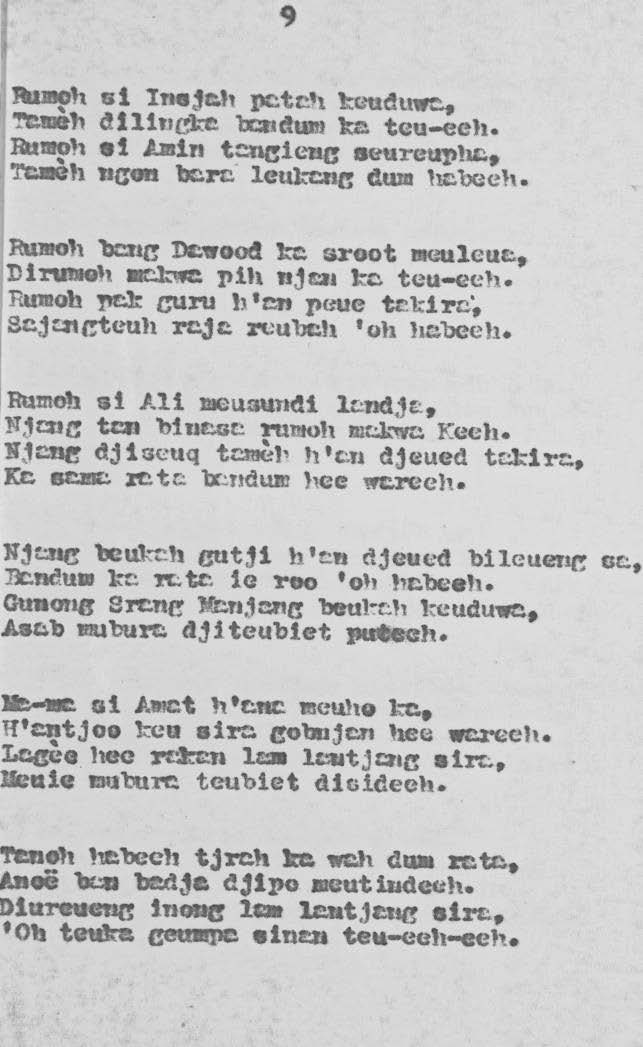 9
Rumoh si Insjah patah keuduwa,
Tamèh dilingka bandum ka teu-eeh.
Rumoh si Amin tangieng seureupha,
Tamèh ngon bara leukang dum habeeh.
Rumoh bang Dawood ka sroot meuleua,
Dirumoh makwa pih njan ka teu-eeh.
Rumoh pak guru h'an peue takira,
Sajangteuh raja reubah 'oh habeeh.
Rumoh si Ali meusundi landja,
Njang tan binasa rumoh makwa Keeh.
Njang djiseuq tamèh h'an djeued takira,
Ka sama rata bandum hee wareeh.
Njang beukah gutji h'an djeued bileueng sa,
Bandum ka rata ie roo 'oh habeeh.
Gunong Srang Manjang beukah keuduwa,
Asab mubura djiteubiet puteeh.
Ma-ma si Amat h'ana meuho ka,
H'antjoo keu sira gobnjan hee wareeh.
Lagèe hee rakan lam lantjang sira,
Meuie mubura teubiet disideeh.
Tanoh habeeh tjrah ka wah dum rata,
Anoë ban badja djipo meutindeeh.
Diureueng inong lam lantjang sira,
'Oh teuka geumpa sinan teu-eeh-eeh.